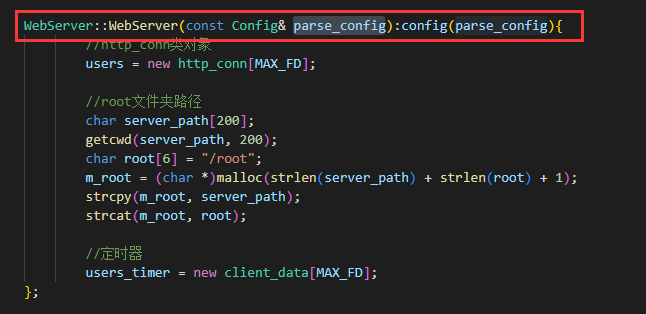 WebServer::WebServer(const Config& parse_config):config(parse_config){
//http_conn类对象
users = new http_conn[MAX_FD];
//root文件夹路径
char server_path[200];
getcwd(server_path, 200);
char root[6] = "/root";
m_root = (char *)malloc(strlen(server_path) + strlen(root) + 1);
strcpy(m_root, server_path);
strcat(m_root, root);
//定时器
users_timer = new client_data[MAX_FD];
};